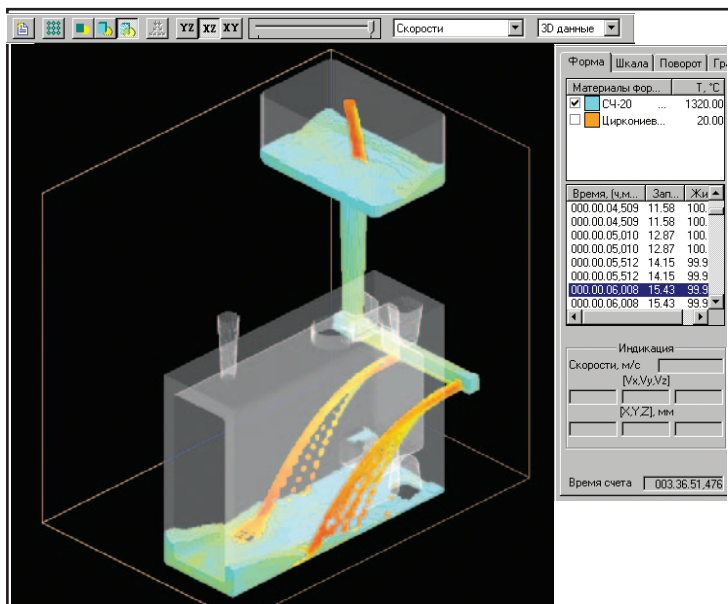 YZ XZ XY Скорости 3D данные
Форма Шкала Поворот Гр
Материалы фор... T, °C
СЧ-20 ... 1320.00
Циркониев... 20.00
Время, (ч,м... Зап... Жи
000.00.04,509 11.58 100.
000.00.04,509 11.58 100.
000.00.05,010 12.87 100.
000.00.05,010 12.87 100.
000.00.05,512 14.15 99.9
000.00.05,512 14.15 99.9
000.00.06,008 15.43 99.9
000.00.06,008 15.43 99.9
Индикация
Скорости, м/с
[Vx,Vy,Vz]
[X,Y,Z], мм
Время счета 003.36.51,476